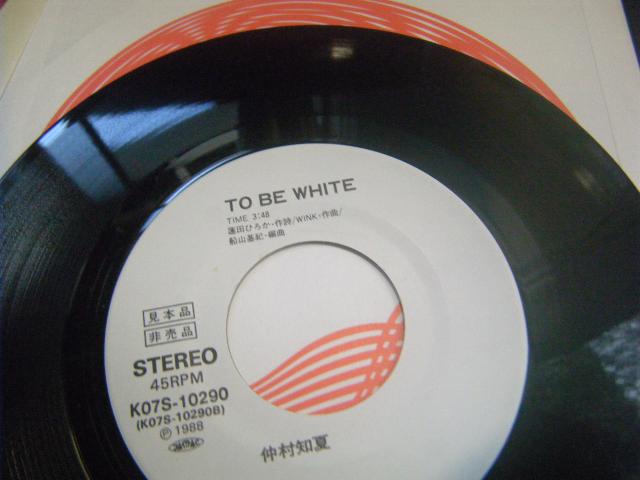 TO BE WHITE
TIME 3:48
蓮田ひろか・作詩/WINK・作曲/
船山基紀・編曲
見本品
非売品
STEREO
45RPM
K07S-10290
(K07S-10290B)
Ⓟ 1988
仲村知夏